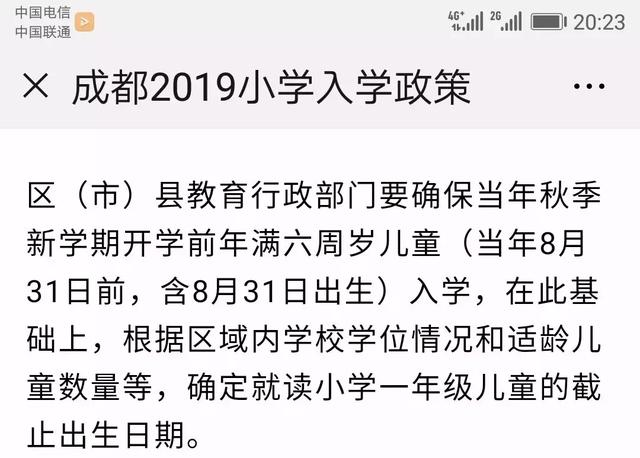 中国电信
中国联通
4G+ 2G 20:23
成都2019小学入学政策
区（市）县教育行政部门要确保当年秋季
新学期开学前年满六周岁儿童（当年8月
31日前，含8月31日出生）入学，在此基
础上，根据区域内学校学位情况和适龄儿
童数量等，确定就读小学一年级儿童的截
止出生日期。